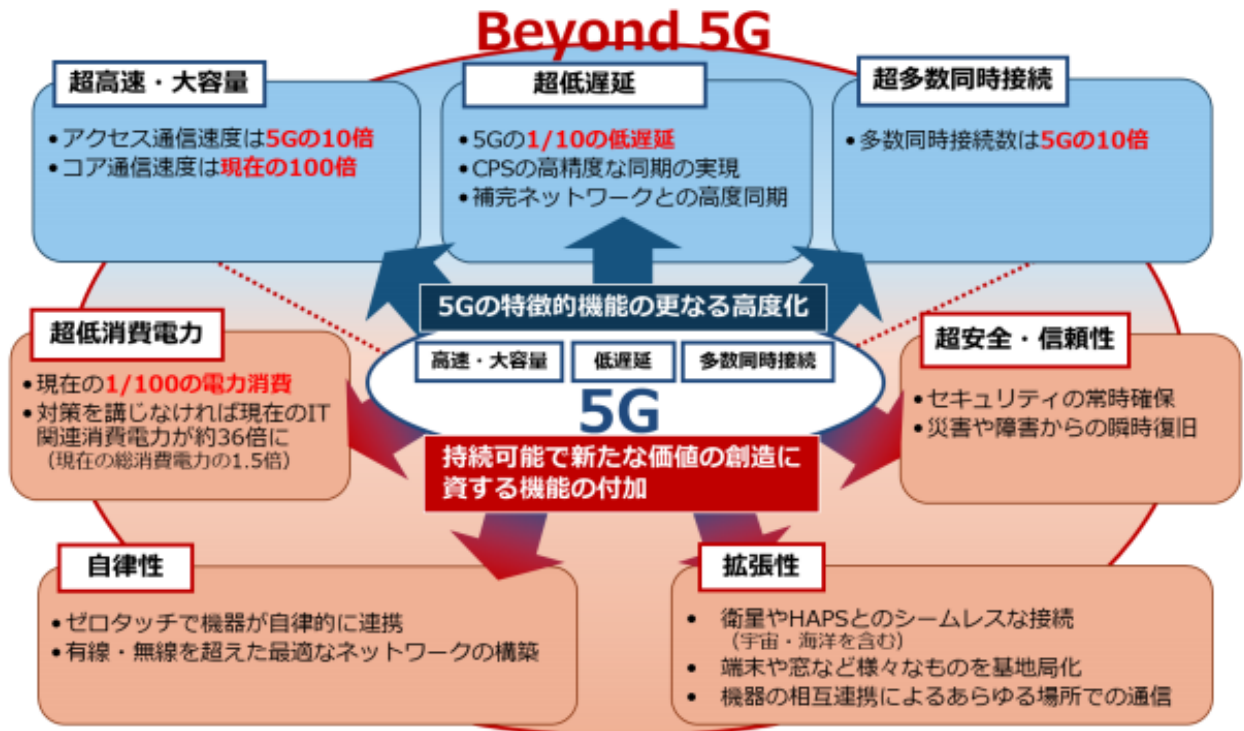 Beyond 5G
超高速・大容量
•アクセス通信速度は5Gの10倍
•コア通信速度は現在の100倍
超低遅延
•5Gの1/10の低遅延
•CPSの高精度な同期の実現
•補完ネットワークとの高度同期
超多数同時接続
•多数同時接続数は5Gの10倍
5Gの特徴的機能の更なる高度化
高速・大容量
低遅延
多数同時接続
5G
持続可能で新たな価値の創造に
資する機能の付加
超低消費電力
•現在の1/100の電力消費
•対策を講じなければ現在のIT
関連消費電力が約36倍に
（現在の総消費電力の1.5倍）
超安全・信頼性
•セキュリティの常時確保
•災害や障害からの瞬時復旧
自律性
•ゼロタッチで機器が自律的に連携
•有線・無線を超えた最適なネットワークの構築
拡張性
• 衛星やHAPSとのシームレスな接続
（宇宙・海洋を含む）
• 端末や窓など様々なものを基地局化
• 機器の相互連携によるあらゆる場所での通信